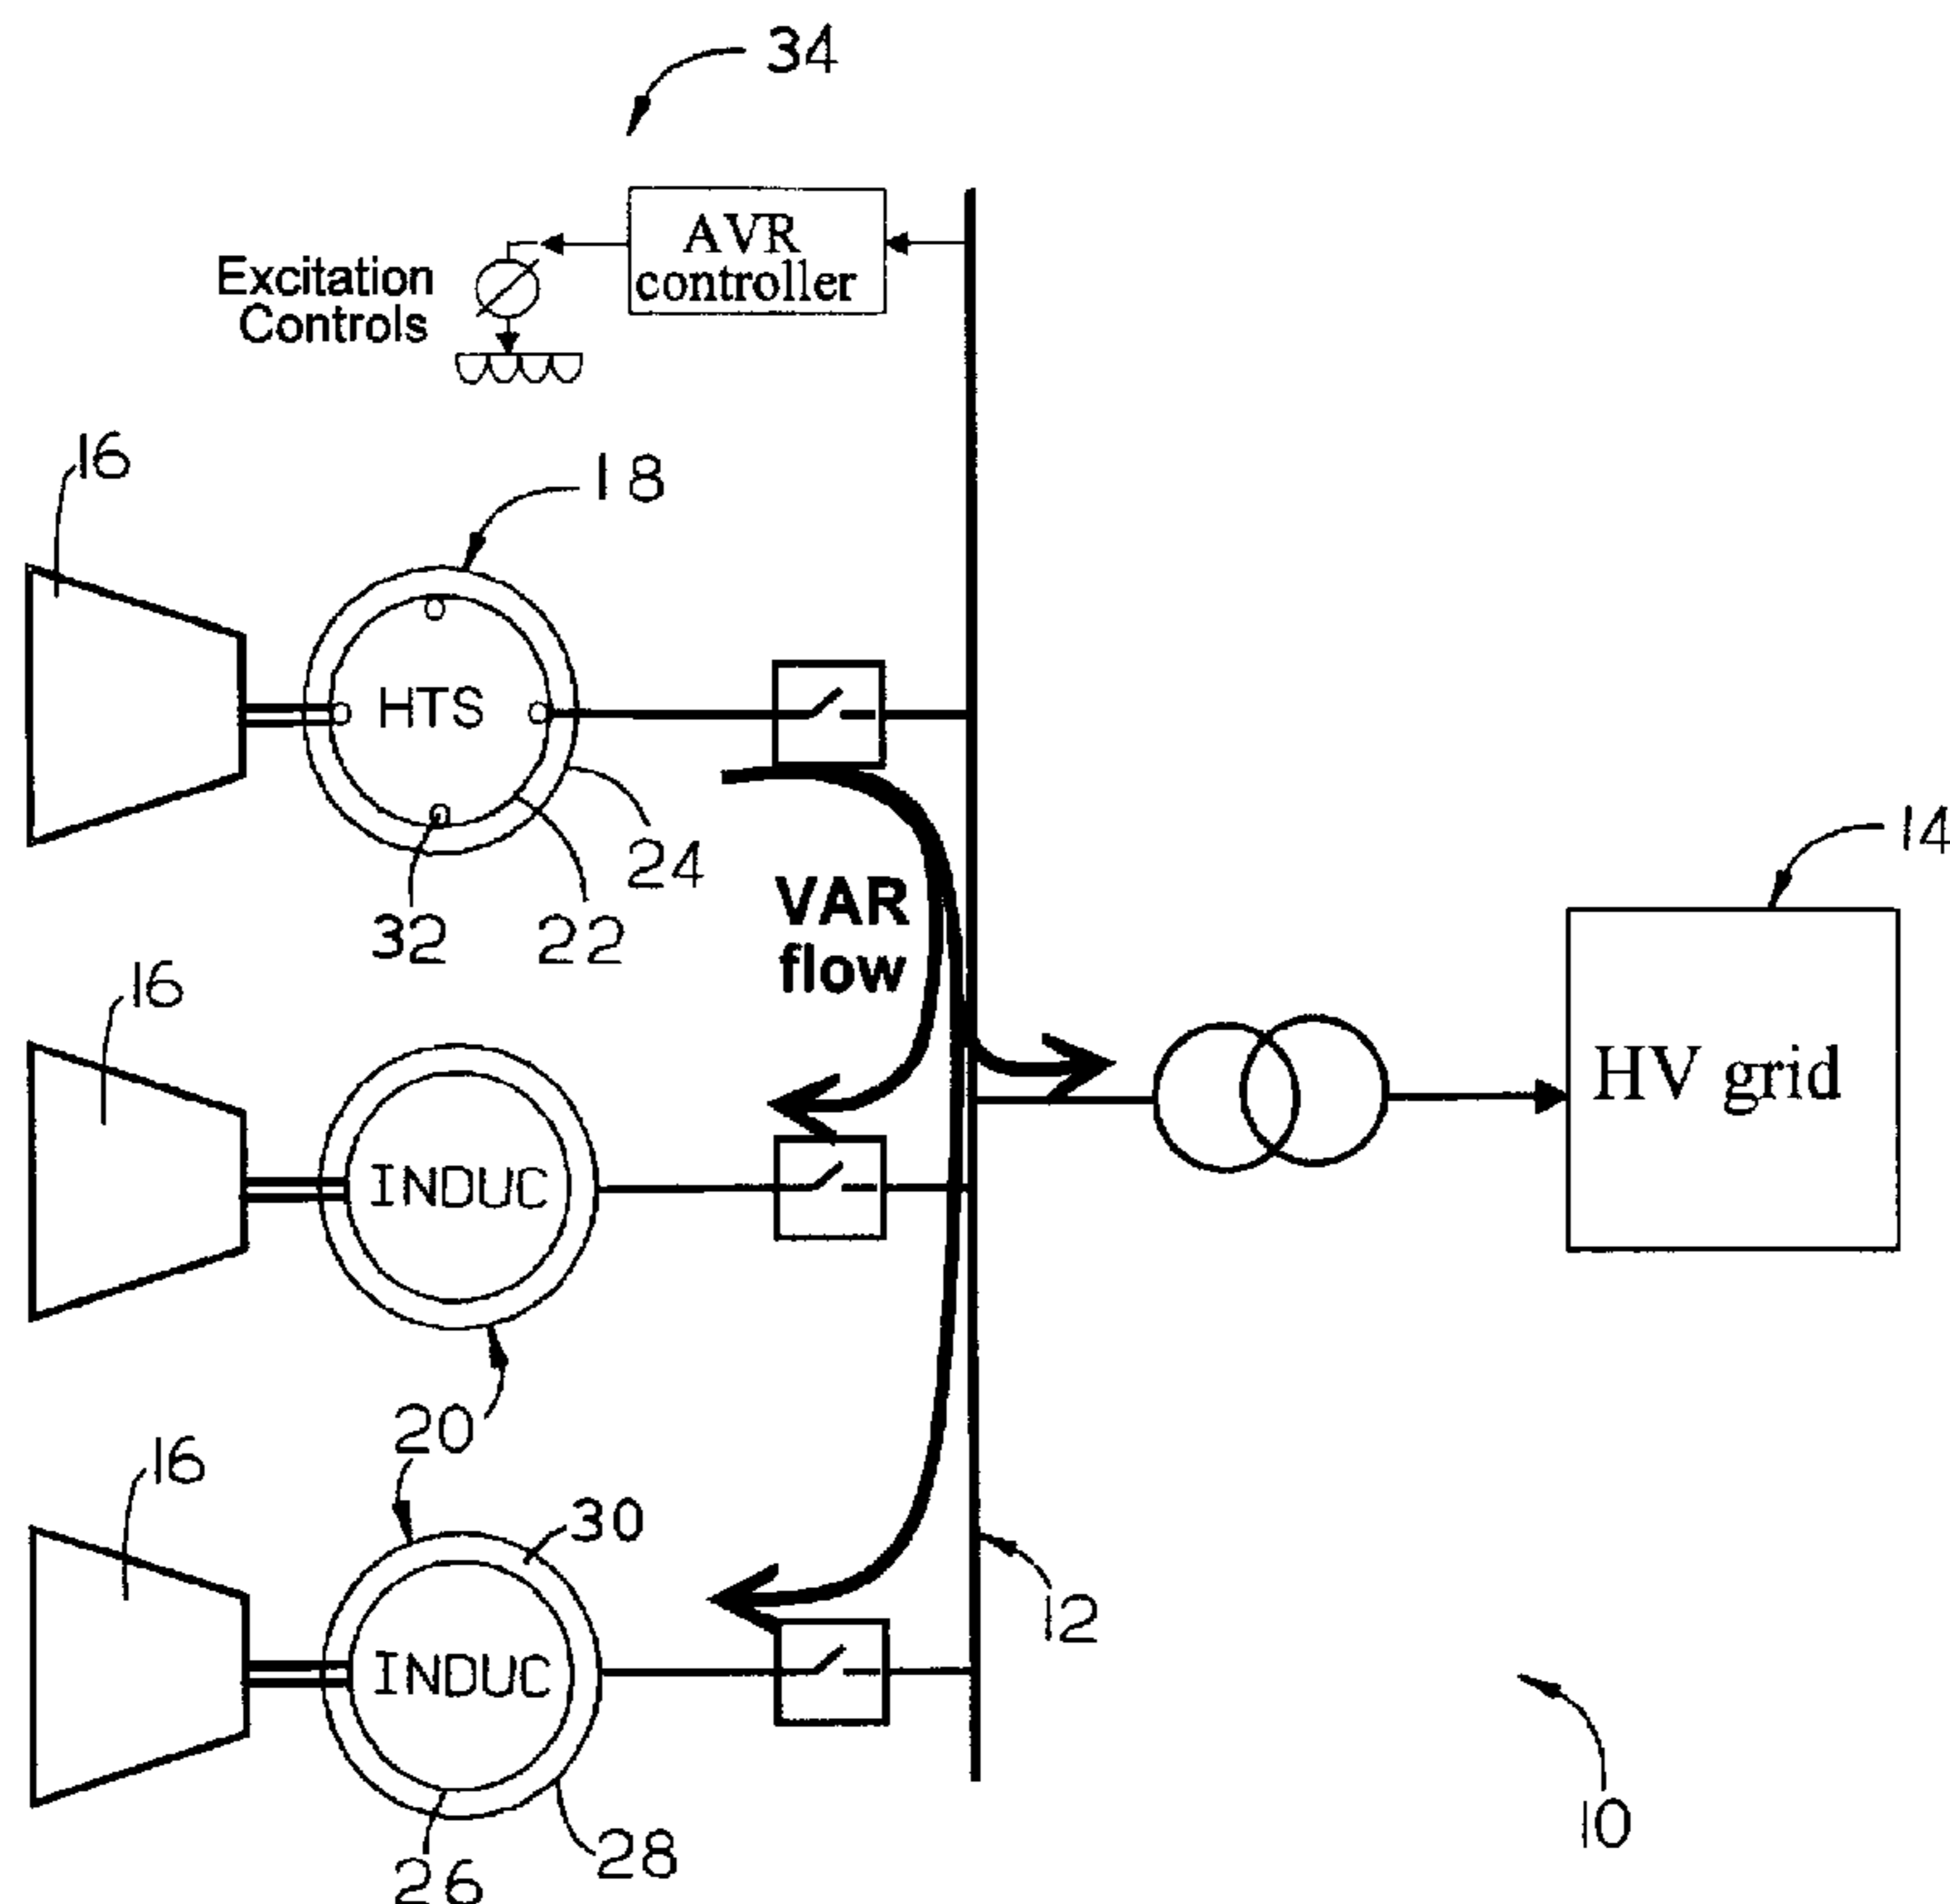 34
AVR
controller
Excitation
Controls
16
18
HTS
24
32
22
VAR
flow
14
HV grid
16
INDUC
20
16
30
INDUC
12
26
28
10